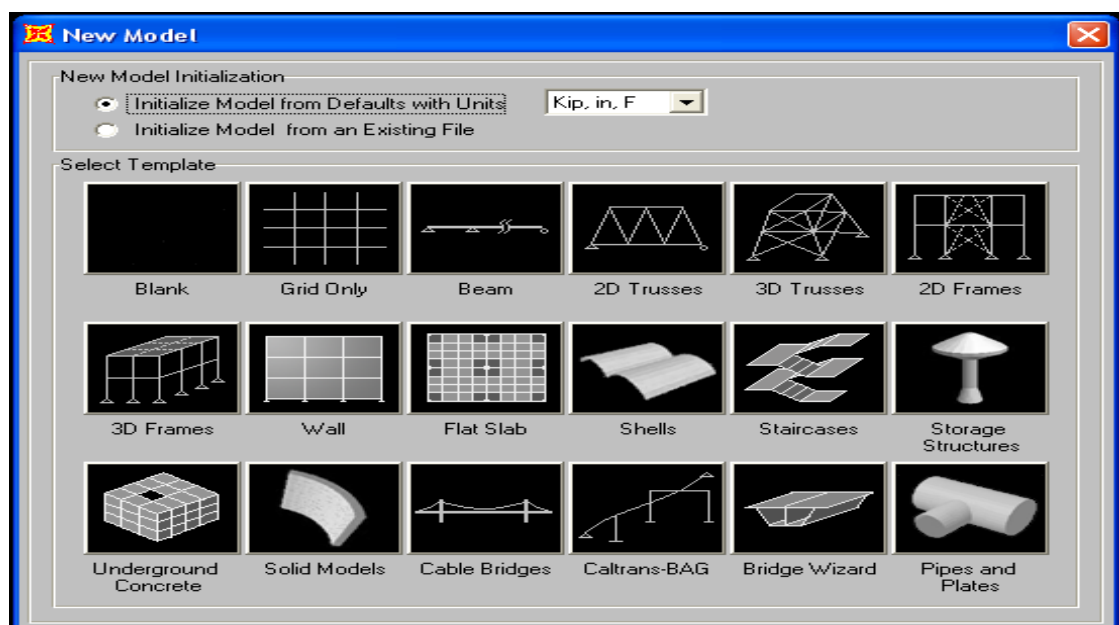 New Model
New Model Initialization
Initialize Model from Defaults with Units
Kip, in, F
Initialize Model from an Existing File
Select Template
Blank
Grid Only
Beam
2D Trusses
3D Trusses
2D Frames
3D Frames
Wall
Flat Slab
Shells
Staircases
Storage
Structures
Underground
Concrete
Solid Models
Cable Bridges
Caltrans-BAG
Bridge Wizard
Pipes and
Plates